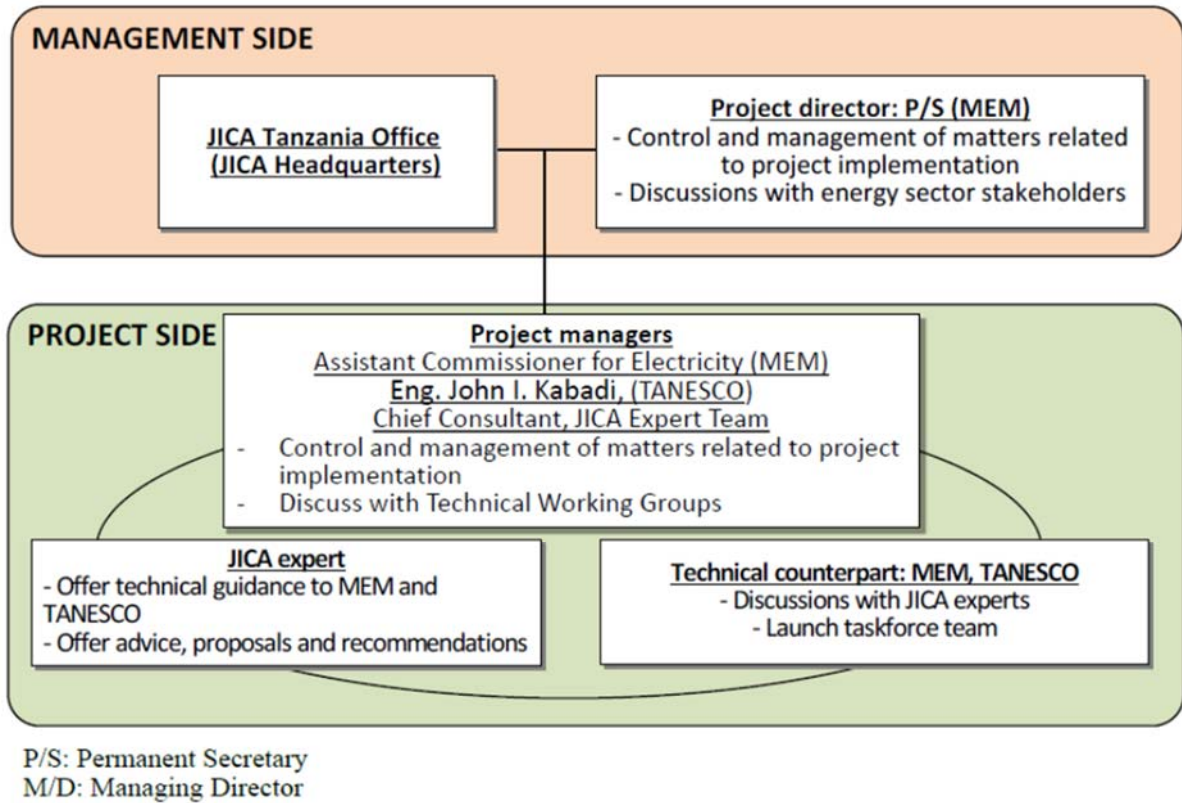 MANAGEMENT SIDE
JICA Tanzania Office
(JICA Headquarters)
Project director: P/S (MEM)
- Control and management of matters related
to project implementation
- Discussions with energy sector stakeholders
PROJECT SIDE
Project managers
Assistant Commissioner for Electricity (MEM)
Eng. John I. Kabadi, (TANESCO)
Chief Consultant, JICA Expert Team
- Control and management of matters related to project
implementation
- Discuss with Technical Working Groups
JICA expert
- Offer technical guidance to MEM and
TANESCO
- Offer advice, proposals and recommendations
Technical counterpart: MEM, TANESCO
- Discussions with JICA experts
- Launch taskforce team
P/S: Permanent Secretary
M/D: Managing Director